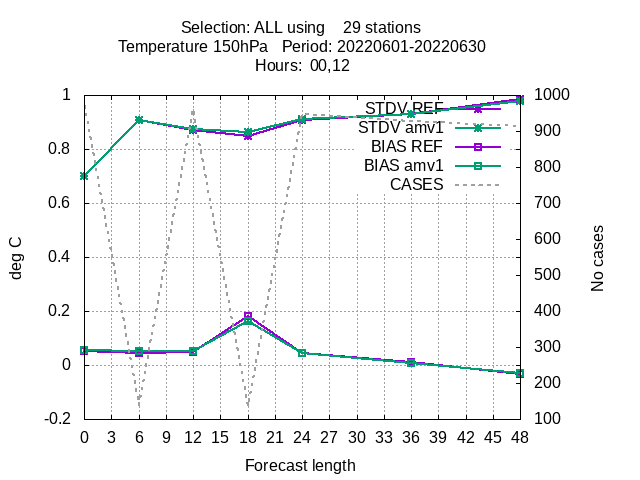 Selection: ALL using    29 stations
Temperature 150hPa   Period: 20220601-20220630
Hours:  00,12
1
0.8
0.6
0.4
0.2
0
-0.2
deg C
STDV REF
STDV amv1
BIAS REF
BIAS amv1
CASES
1000
900
800
700
600
500
400
300
200
100
No cases
0 3 6 9 12 15 18 21 24 27 30 33 36 39 42 45 48
Forecast length